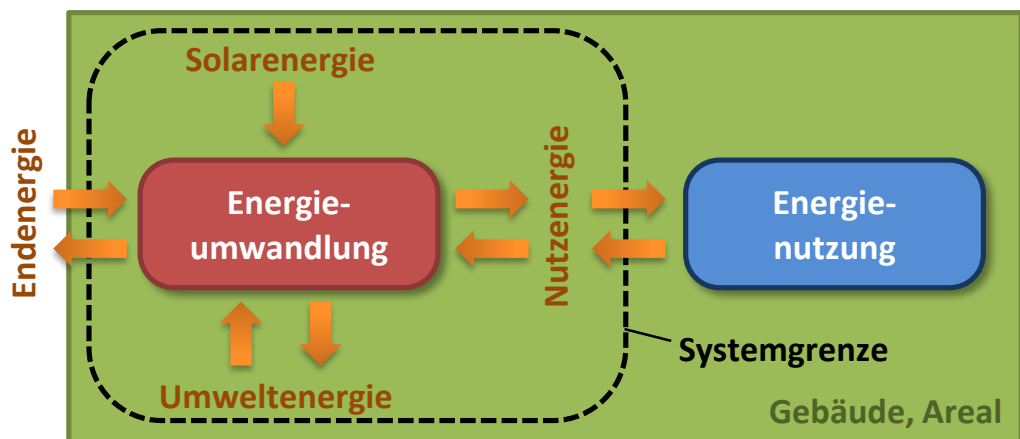 Solarenergie
Endenergie
Energie-
umwandlung
Nutzenergie
Energie-
nutzung
Systemgrenze
Umweltenergie
Gebäude, Areal